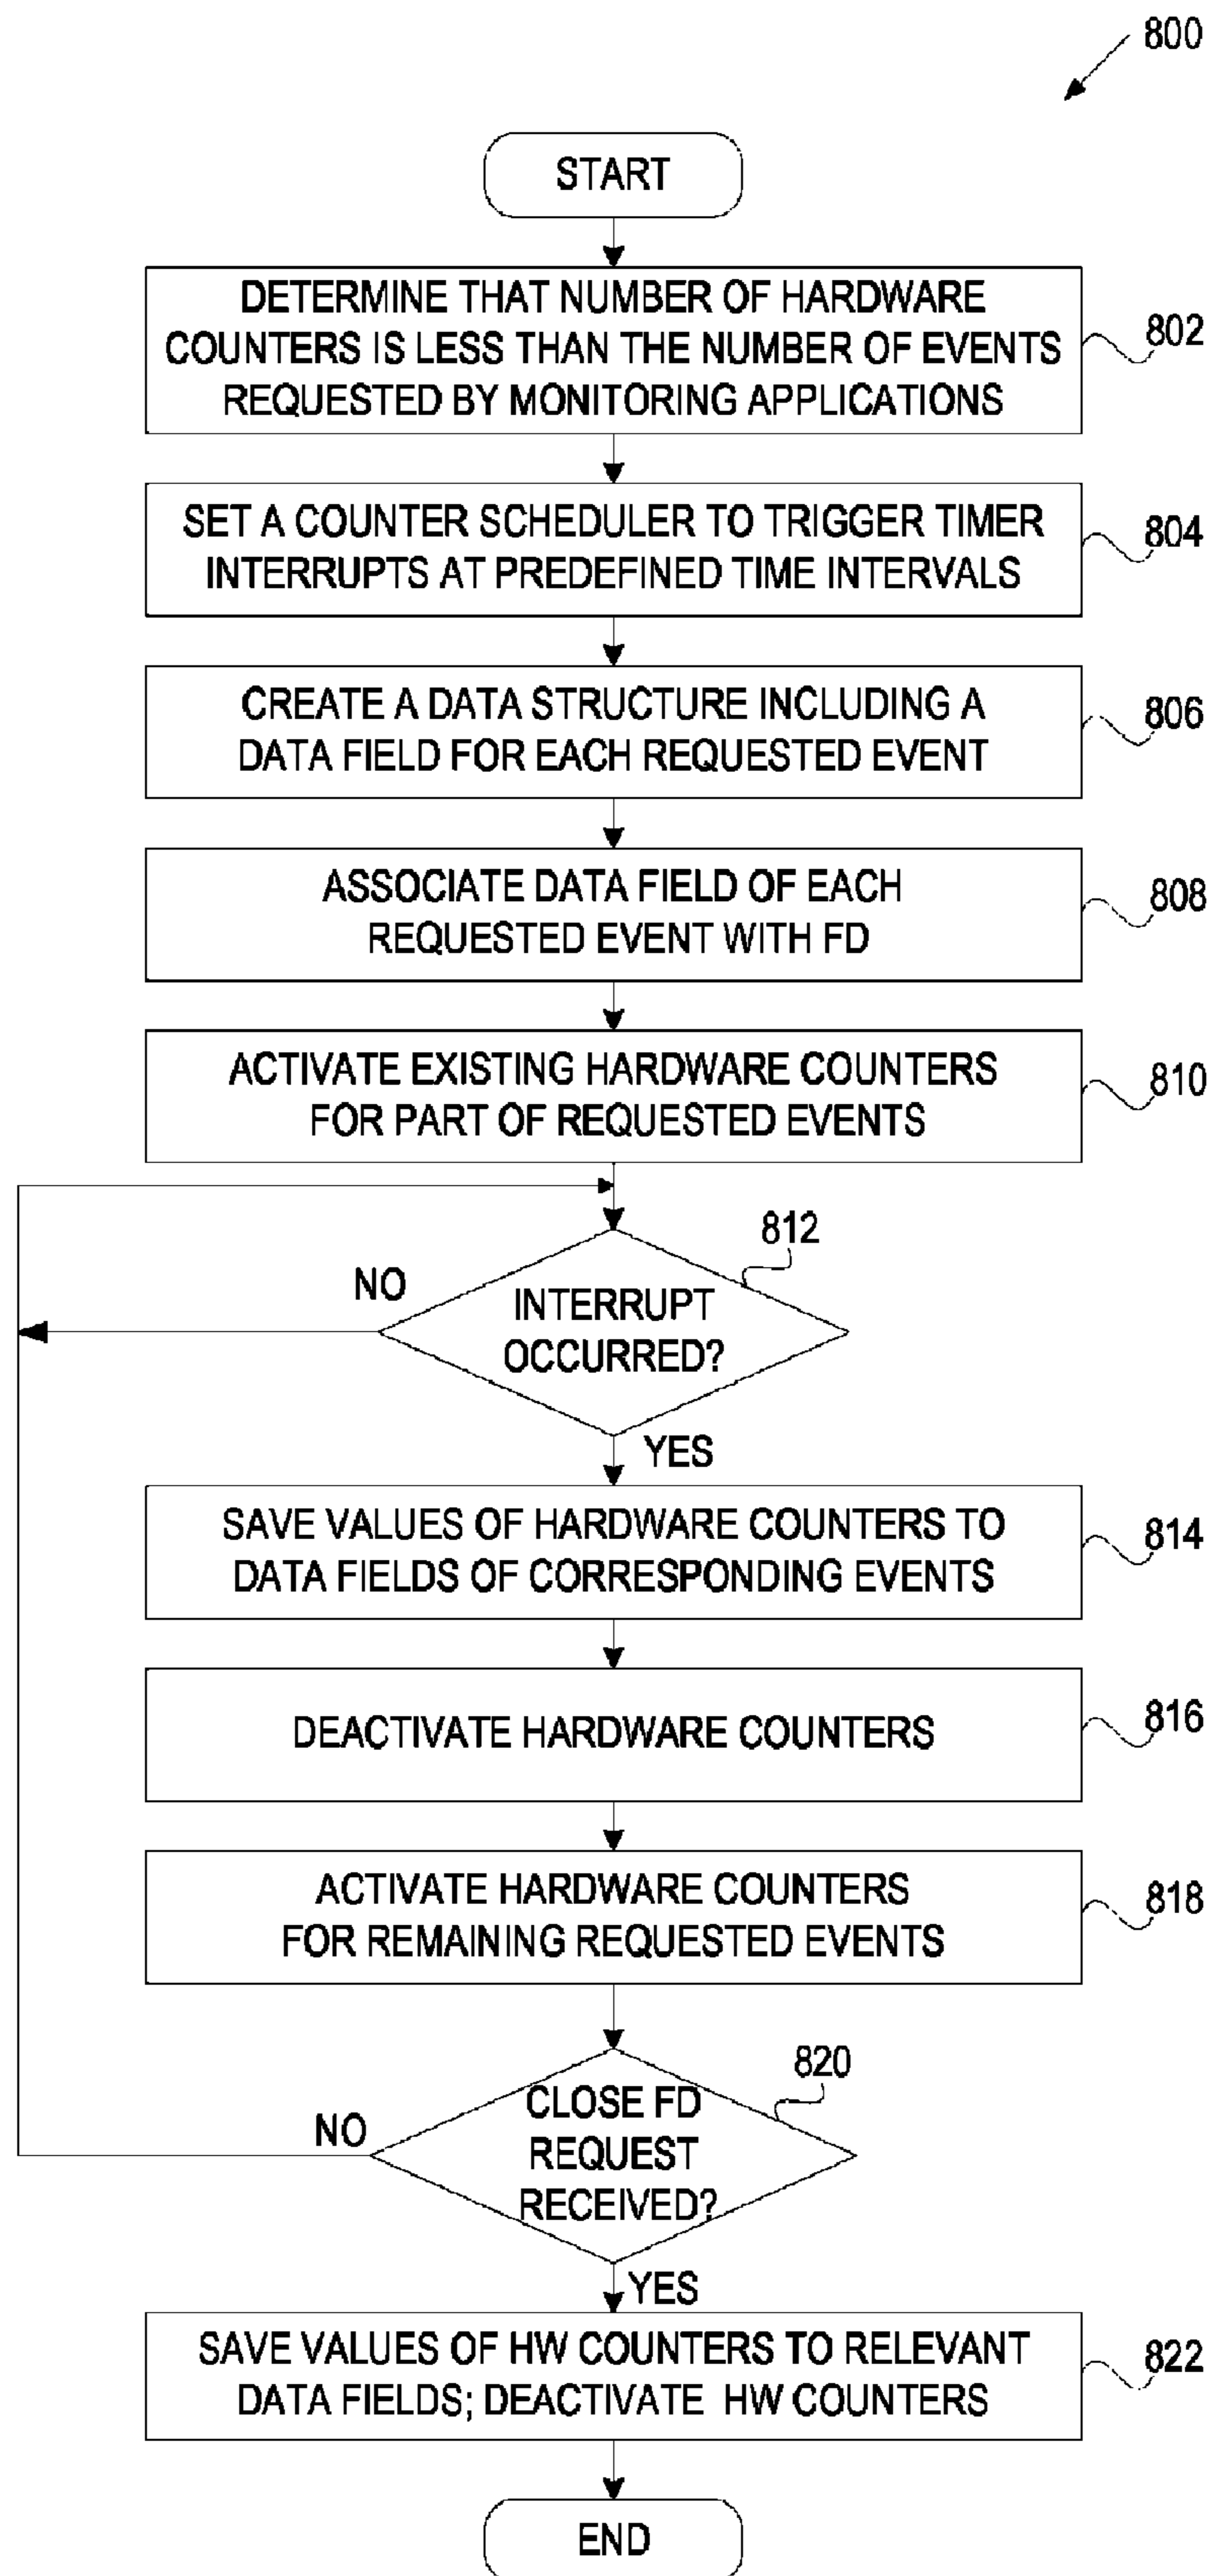 800
START
DETERMINE THAT NUMBER OF HARDWARE
COUNTERS IS LESS THAN THE NUMBER OF EVENTS
REQUESTED BY MONITORING APPLICATIONS
802
SET A COUNTER SCHEDULER TO TRIGGER TIMER
INTERRUPTS AT PREDEFINED TIME INTERVALS
804
CREATE A DATA STRUCTURE INCLUDING A
DATA FIELD FOR EACH REQUESTED EVENT
806
ASSOCIATE DATA FIELD OF EACH
REQUESTED EVENT WITH FD
808
ACTIVATE EXISTING HARDWARE COUNTERS
FOR PART OF REQUESTED EVENTS
810
812
NO
INTERRUPT
OCCURRED?
YES
SAVE VALUES OF HARDWARE COUNTERS TO
DATA FIELDS OF CORRESPONDING EVENTS
814
DEACTIVATE HARDWARE COUNTERS
816
ACTIVATE HARDWARE COUNTERS
FOR REMAINING REQUESTED EVENTS
818
820
NO
CLOSE FD
REQUEST
RECEIVED?
YES
SAVE VALUES OF HW COUNTERS TO RELEVANT
DATA FIELDS; DEACTIVATE HW COUNTERS
822
END